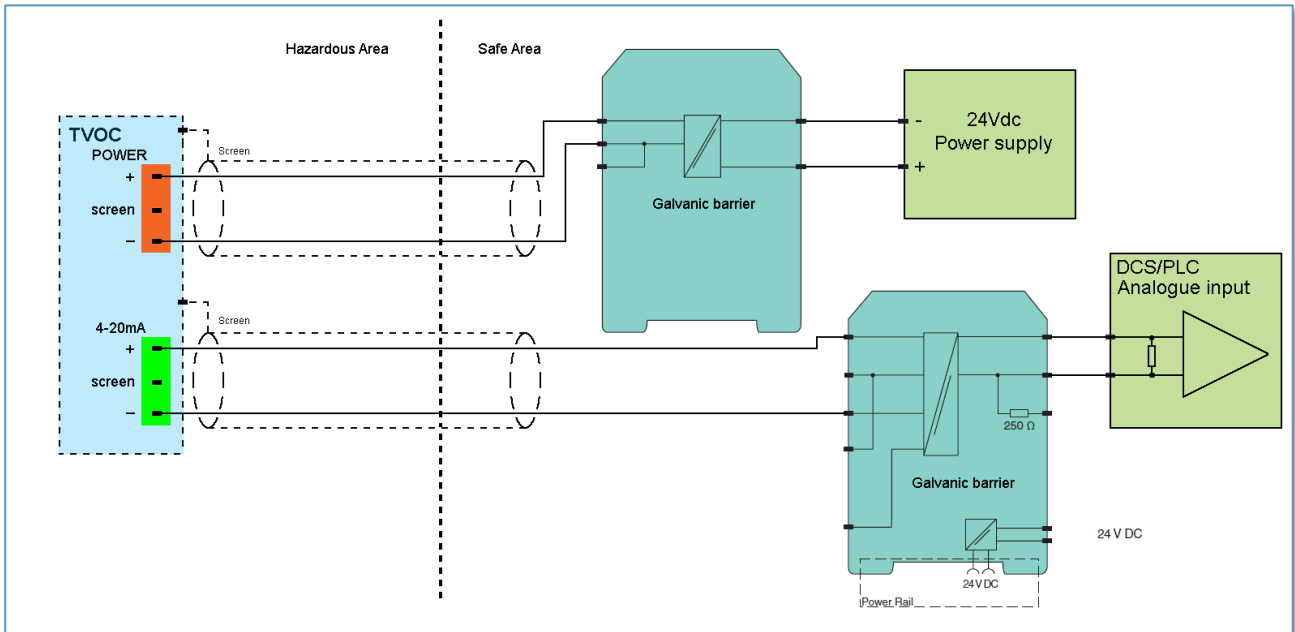 Hazardous Area
Safe Area
TVOC
POWER
+
screen
–
Screen
4-20mA
+
screen
–
Screen
Galvanic barrier
-
+
24Vdc
Power supply
DCS/PLC
Analogue input
250 Ω
Galvanic barrier
24 V DC
24V DC
Power Rail